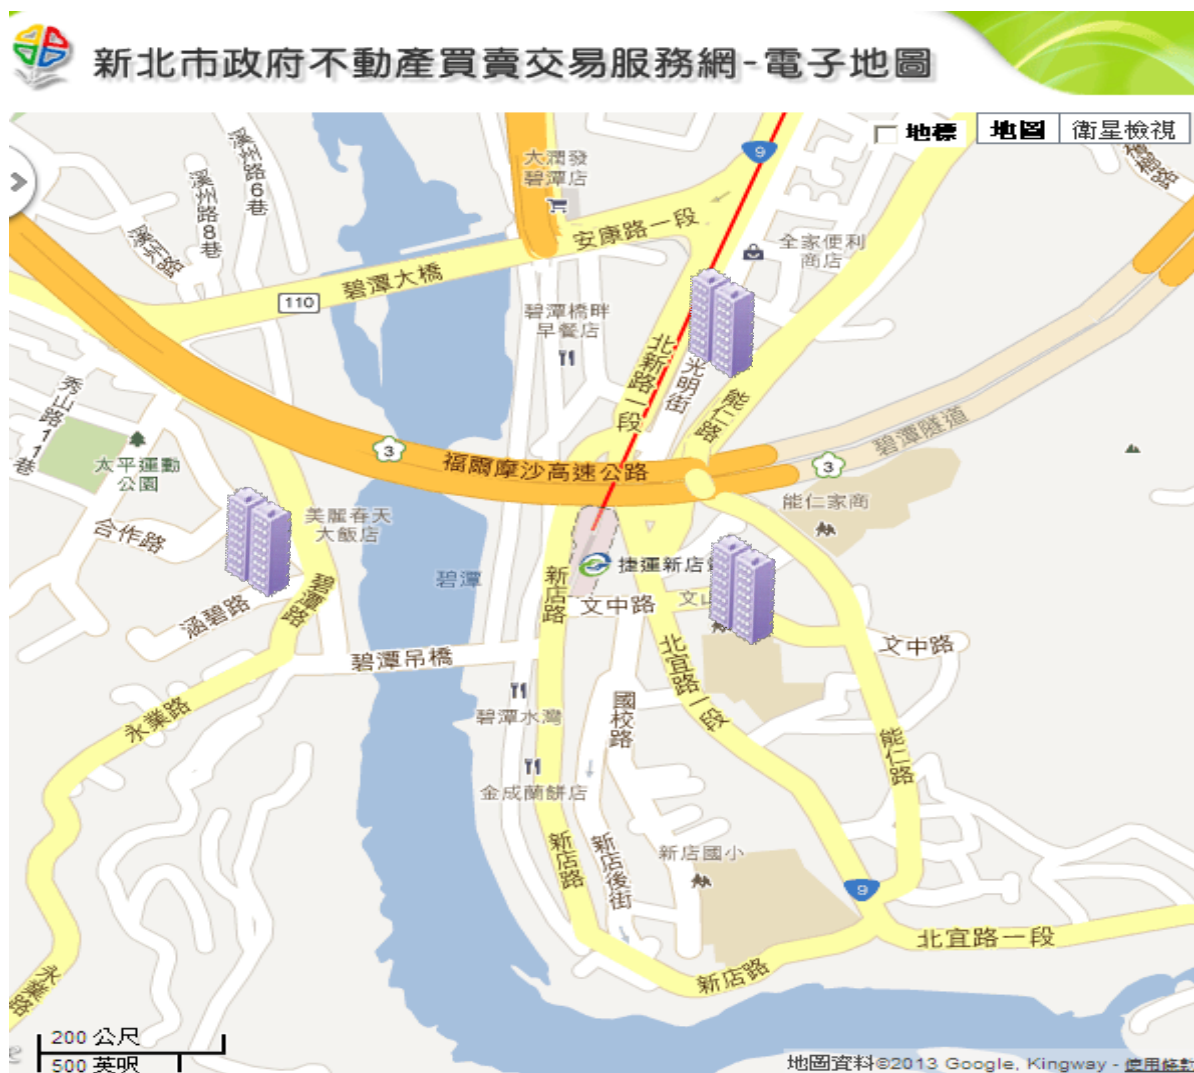 新北市政府不動產買賣交易服務網-電子地圖
地標
地圖
衛星檢視
溪州路6巷
溪州路8巷
溪州路
大潤發
碧潭店
9
安康路一段
全家便利
商店
碧潭大橋
110
碧潭橋畔
早餐店
北新路一段
光明街
能仁路
碧潭隧道
秀山路11巷
太平運動
公園
3
福爾摩沙高速公路
3
能仁家商
合作路
美麗春天
大飯店
碧潭
新店路
捷運新店
文中路
文山
涵碧路
碧潭路
碧潭吊橋
北宜路一段
文中路
永業路
碧潭水灣
國校路
能仁路
金成蘭餅店
新店路
新店後街
新店國小
9
北宜路一段
新店路
永業路
200 公尺
500 英呎
地圖資料©2013 Google, Kingway - 使用條款